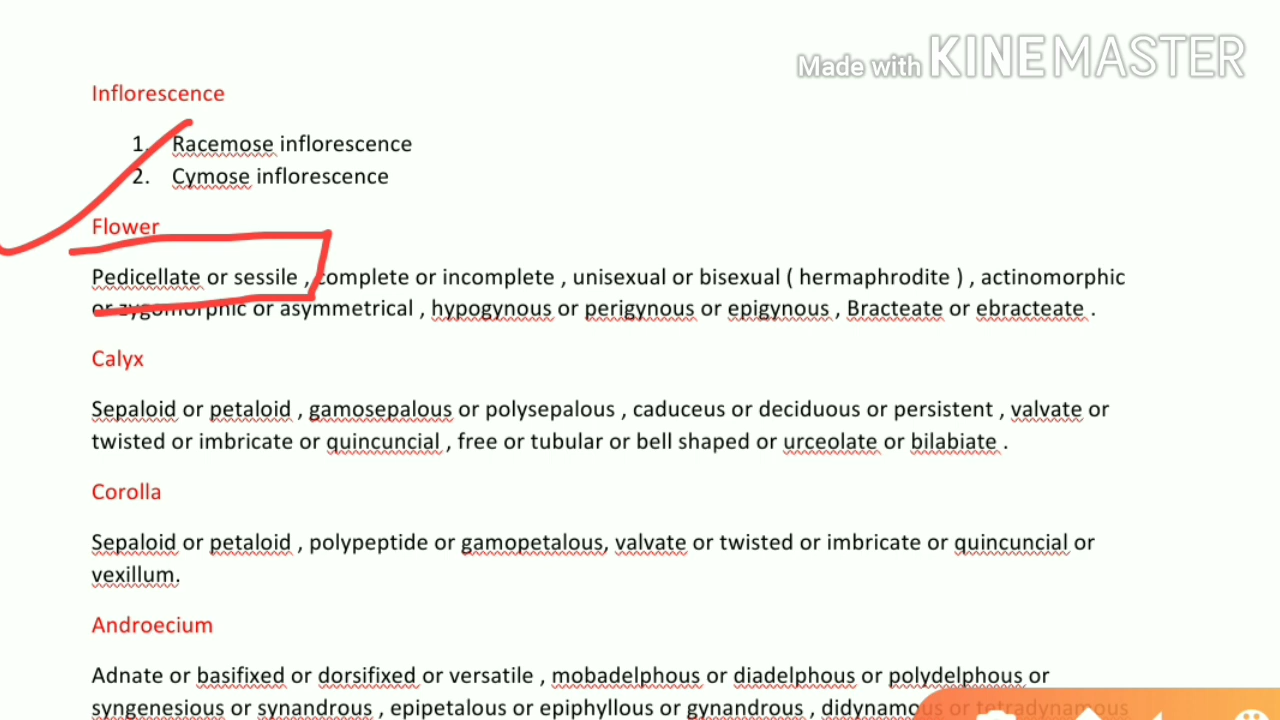 Made with KINEMASTER
Inflorescence
1. Racemose inflorescence
2. Cymose inflorescence
Flower
Pedicellate or sessile , complete or incomplete , unisexual or bisexual ( hermaphrodite ) , actinomorphic
or zygomorphic or asymmetrical , hypogynous or perigynous or epigynous , Bracteate or ebracteate .
Calyx
Sepaloid or petaloid , gamosepalous or polysepalous , caduceus or deciduous or persistent , valvate or
twisted or imbricate or quincuncial , free or tubular or bell shaped or urceolate or bilabiate .
Corolla
Sepaloid or petaloid , polypeptide or gamopetalous, valvate or twisted or imbricate or quincuncial or
vexillum.
Androecium
Adnate or basifixed or dorsifixed or versatile , mobadelphous or diadelphous or polydelphous or
syngenesious or synandrous , epipetalous or epiphyllous or gynandrous , didynamous or tetradynamous